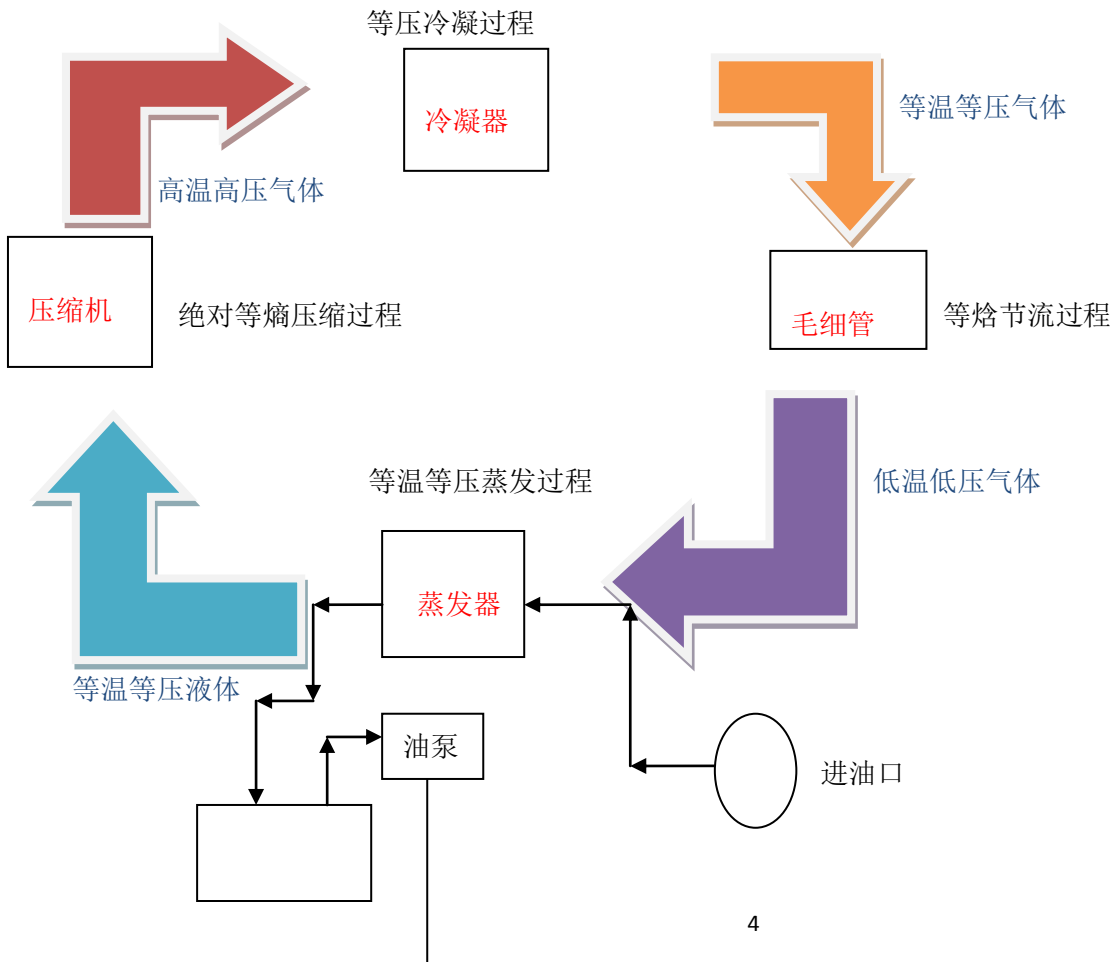 等压冷凝过程
冷凝器
等温等压气体
高温高压气体
压缩机
绝对等熵压缩过程
毛细管
等焓节流过程
等温等压蒸发过程
低温低压气体
蒸发器
等温等压液体
油泵
进油口
4